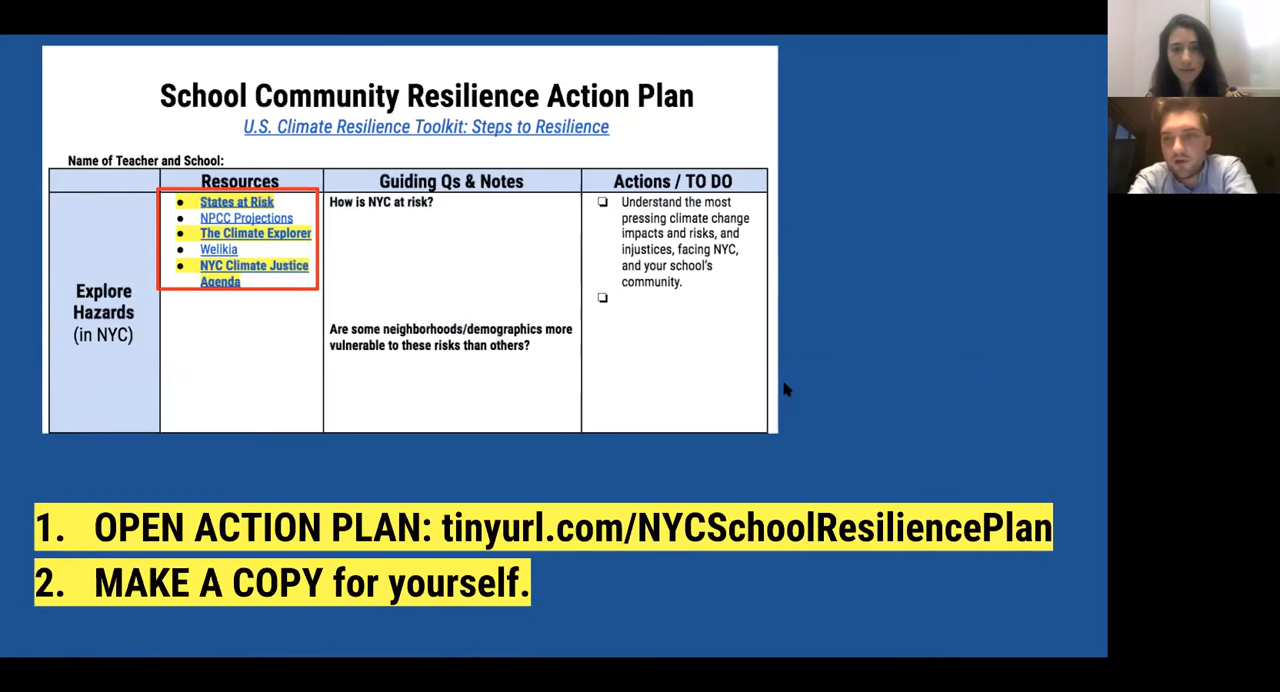 School Community Resilience Action Plan
U.S. Climate Resilience Toolkit: Steps to Resilience
Name of Teacher and School:
Resources
Guiding Qs & Notes
Actions / TO DO
Explore
Hazards
(in NYC)
● States at Risk
● NPCC Projections
● The Climate Explorer
● Welikia
● NYC Climate Justice
Agenda
How is NYC at risk?
Are some neighborhoods/demographics more
vulnerable to these risks than others?
❏ Understand the most
pressing climate change
impacts and risks, and
injustices, facing NYC,
and your school's
community.
❏
1. OPEN ACTION PLAN: tinyurl.com/NYCSchoolResiliencePlan
2. MAKE A COPY for yourself.